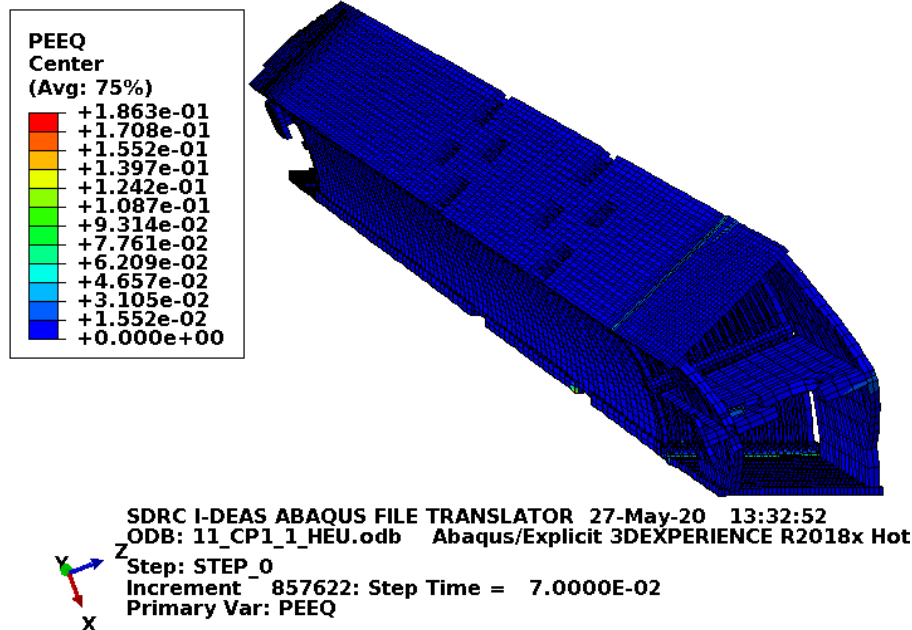 PEEQ
Center
(Avg: 75%)
+1.863e-01
+1.708e-01
+1.552e-01
+1.397e-01
+1.242e-01
+1.087e-01
+9.314e-02
+7.761e-02
+6.209e-02
+4.657e-02
+3.105e-02
+1.552e-02
+0.000e+00
SDRC I-DEAS ABAQUS FILE TRANSLATOR 27-May-20 13:32:52
ODB: 11_CP1_1_HEU.odb Abaqus/Explicit 3DEXPERIENCE R2018x Hot
Step: STEP_0
Increment 857622: Step Time = 7.0000E-02
Primary Var: PEEQ
Y
Z
X